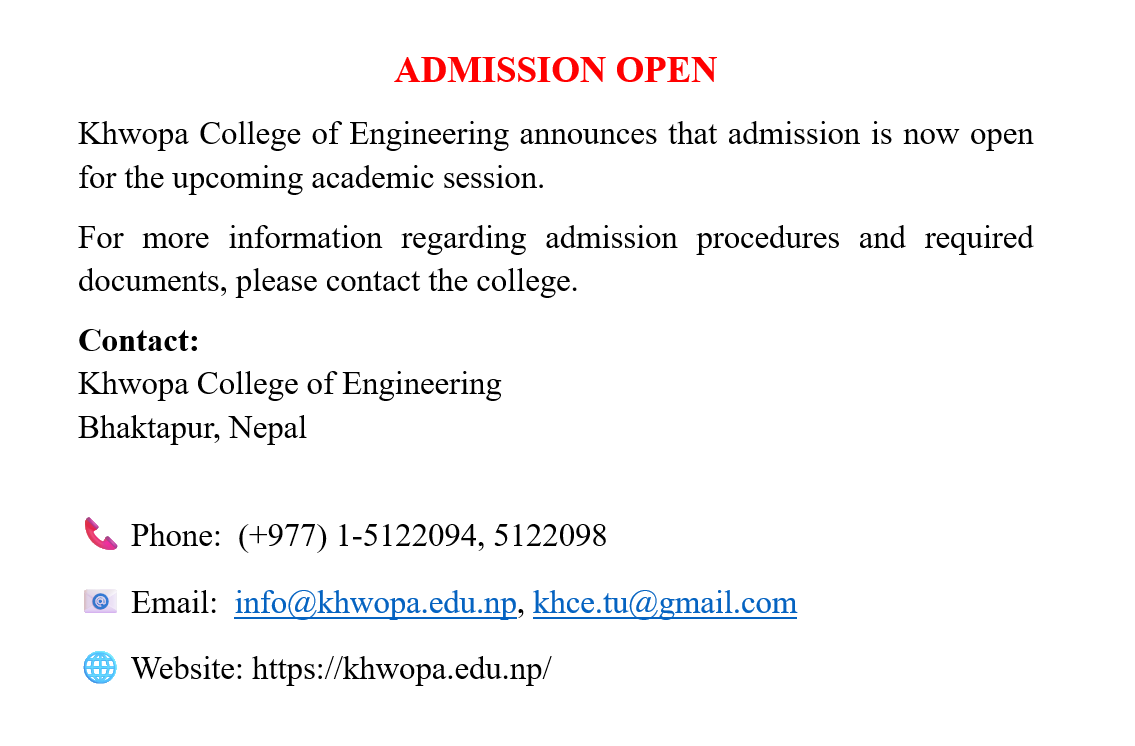 ADMISSION OPEN
Khwopa College of Engineering announces that admission is now open
for the upcoming academic session.
For more information regarding admission procedures and required
documents, please contact the college.
Contact:
Khwopa College of Engineering
Bhaktapur, Nepal
Phone: (+977) 1-5122094, 5122098
Email: info@khwopa.edu.np, khce.tu@gmail.com
Website: https://khwopa.edu.np/